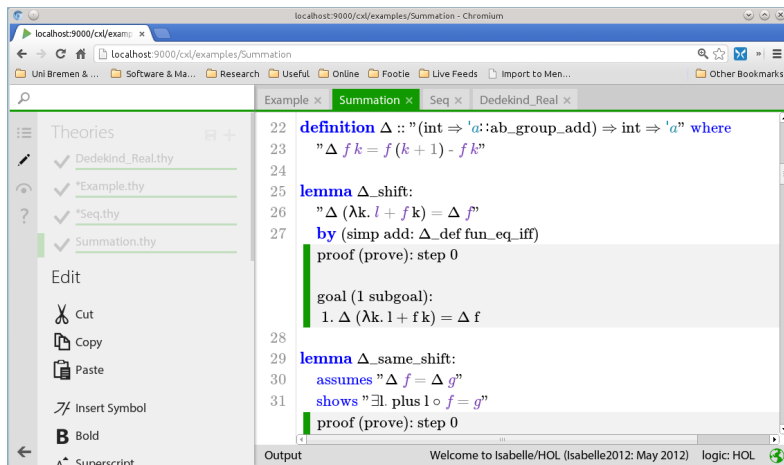 localhost:9000/cxl/examples/Summation - Chromium
localhost:9000/cxl/examp
localhost:9000/cxl/examples/Summation
Uni Bremen & ... Software & Ma... Research Useful Online Footie Live Feeds Import to Men... Other Bookmarks
Example × Summation × Seq × Dedekind_Real ×
Theories
Dedekind_Real.thy
*Example.thy
*Seq.thy
Summation.thy
Edit
Cut
Copy
Paste
Insert Symbol
Bold
Superscript
22 definition Δ :: "(int ⇒ 'a::ab_group_add) ⇒ int ⇒ 'a" where
23 "Δ f k = f (k + 1) - f k"
24
25 lemma Δ_shift:
26 "Δ (λk. l + f k) = Δ f"
27 by (simp add: Δ_def fun_eq_iff)
proof (prove): step 0
goal (1 subgoal):
1. Δ (λk. l + f k) = Δ f
28
29 lemma Δ_same_shift:
30 assumes "Δ f = Δ g"
31 shows "∃l. plus l ∘ f = g"
proof (prove): step 0
Output Welcome to Isabelle/HOL (Isabelle2012: May 2012) logic: HOL